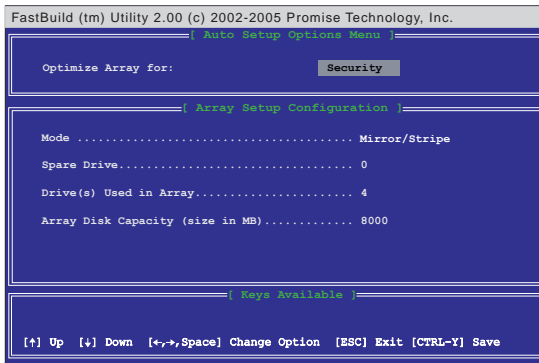 FastBuild (tm) Utility 2.00 (c) 2002-2005 Promise Technology, Inc.
[ Auto Setup Options Menu ]
Optimize Array for: Security
[ Array Setup Configuration ]
Mode ........................................ Mirror/Stripe
Spare Drive.................................. 0
Drive(s) Used in Array....................... 4
Array Disk Capacity (size in MB)............. 8000
[ Keys Available ]
[↑] Up [↓] Down [←,→,Space] Change Option [ESC] Exit [CTRL-Y] Save